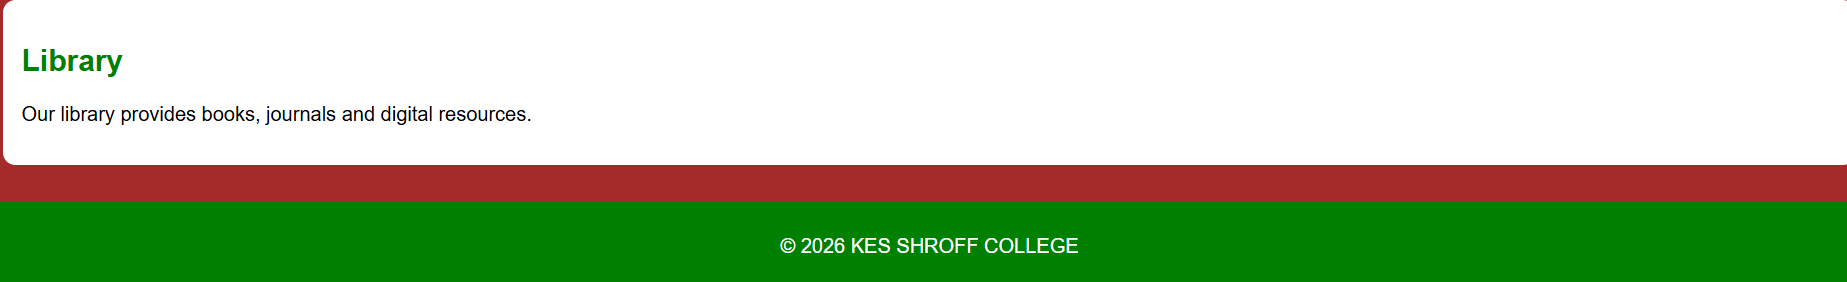 Library
Our library provides books, journals and digital resources.
© 2026 KES SHROFF COLLEGE